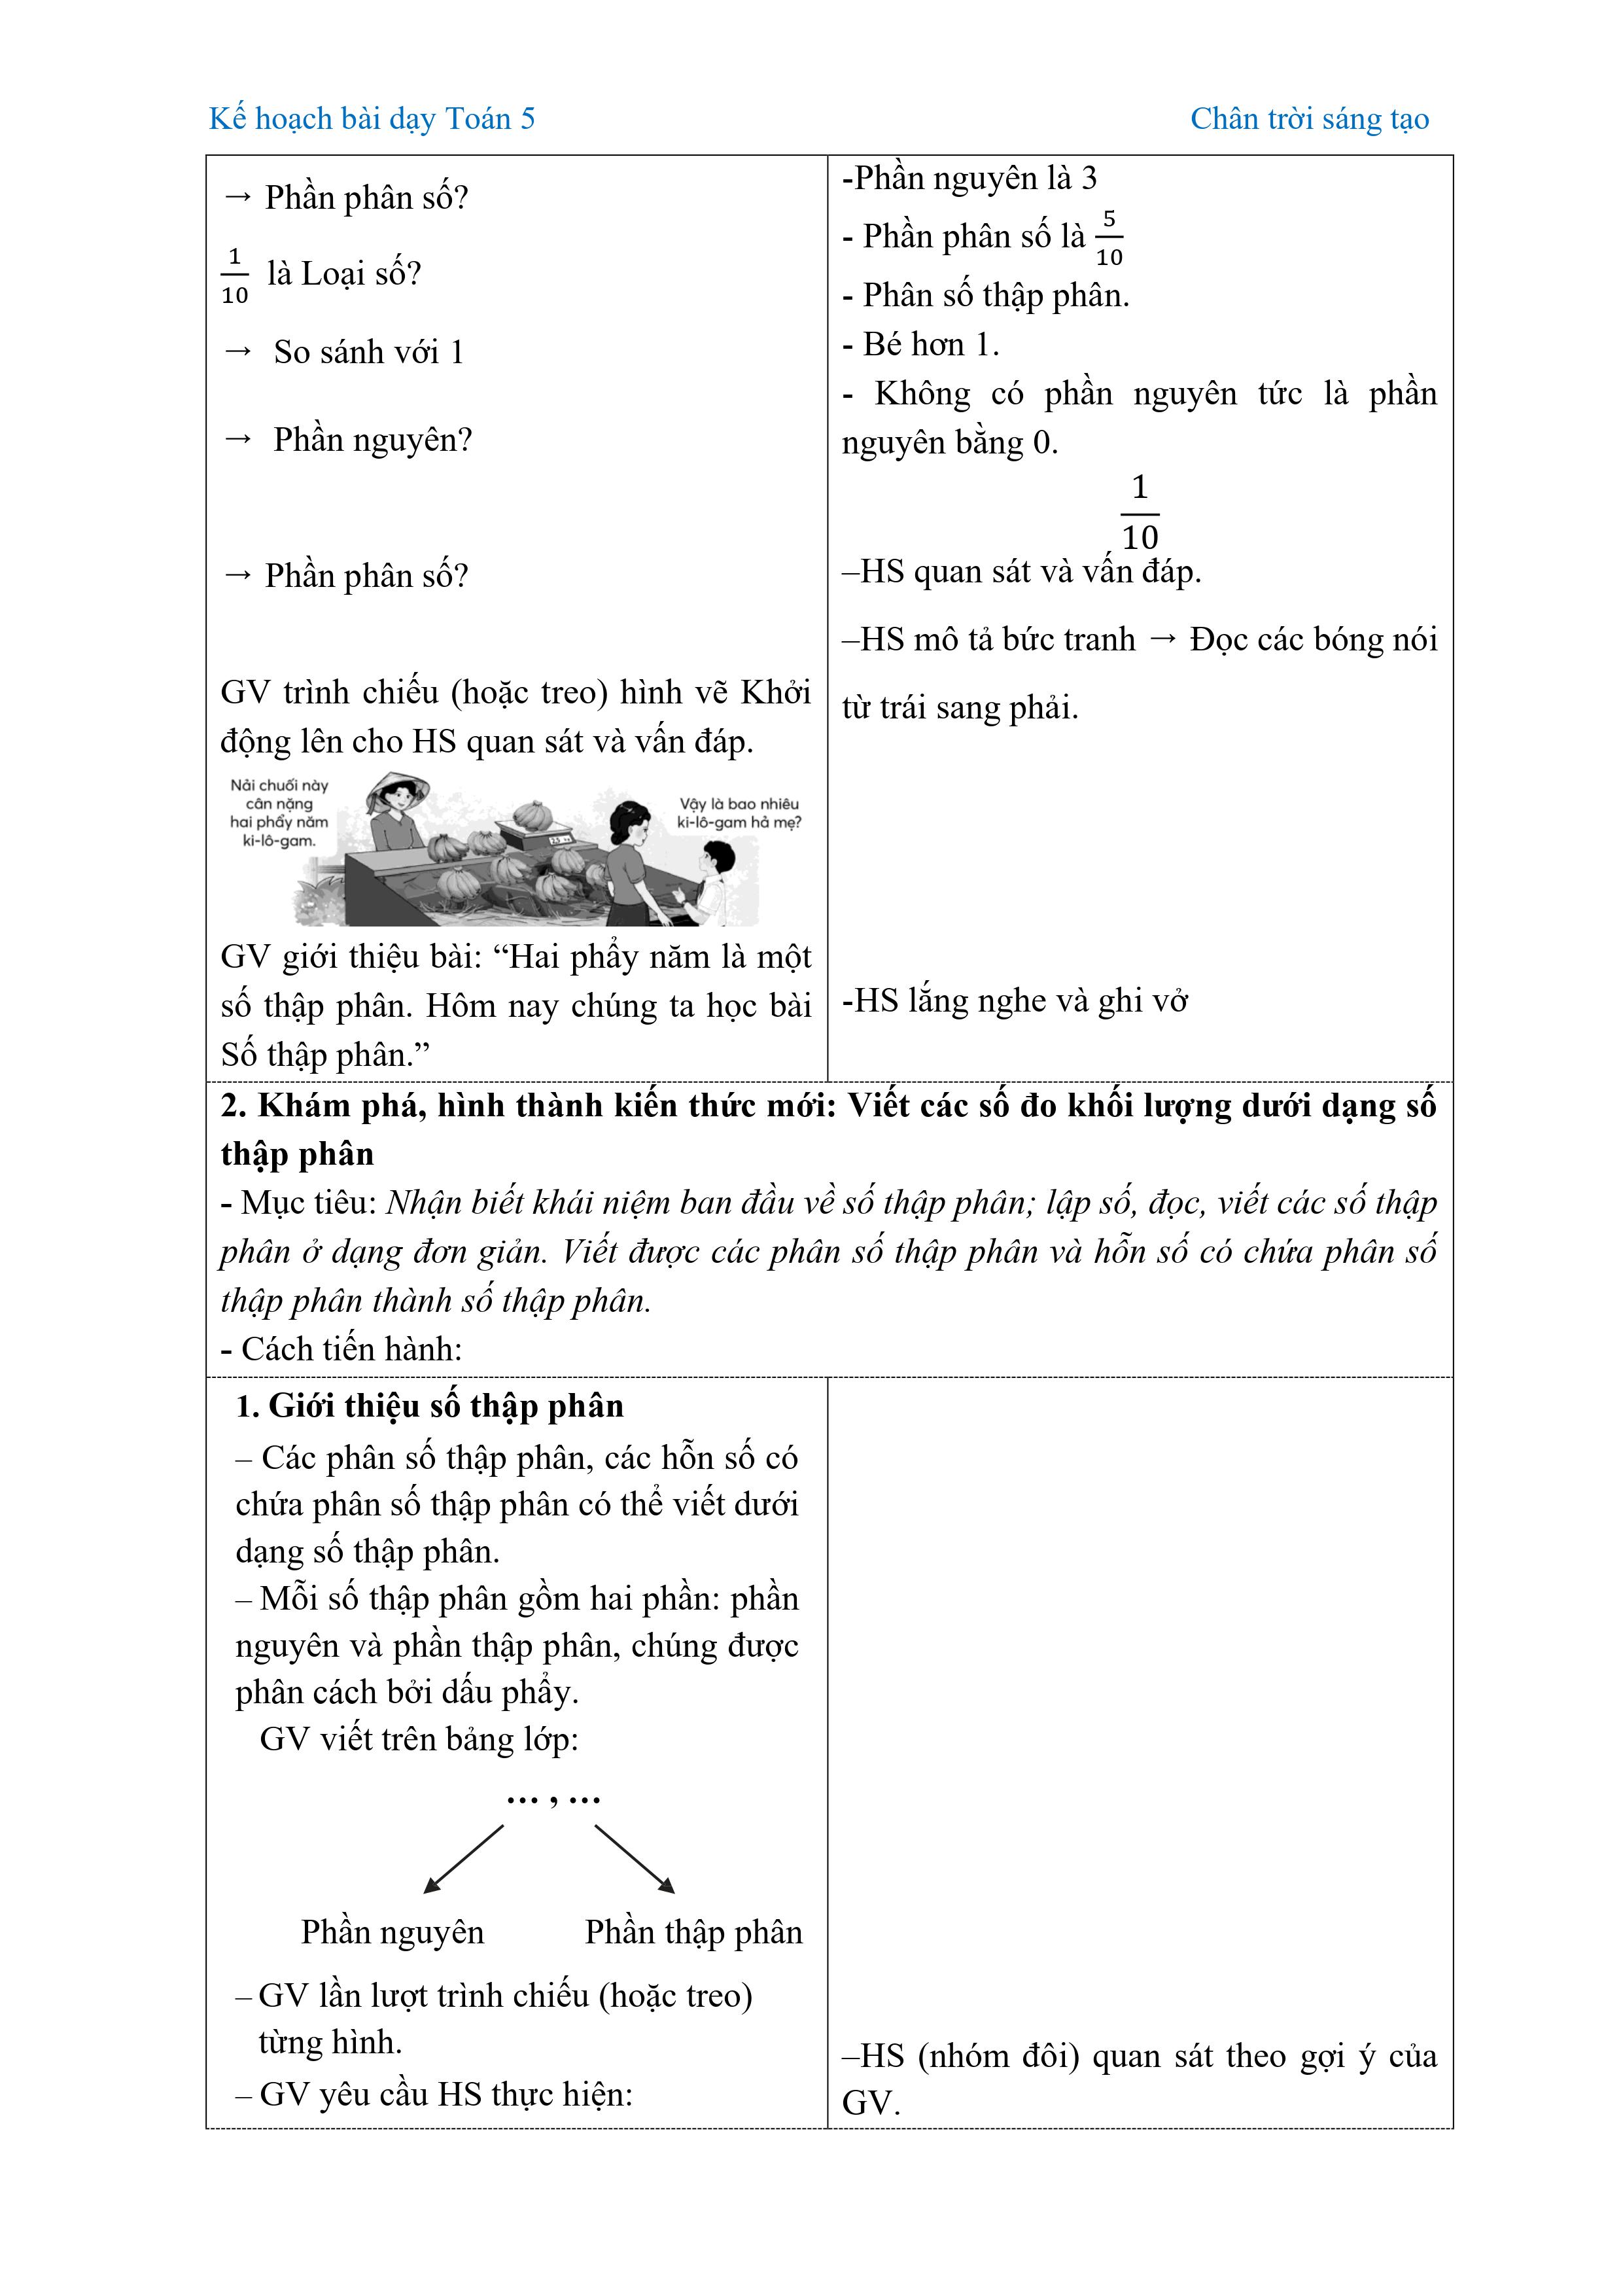 Kế hoạch bài dạy Toán 5 Chân trời sáng tạo
→ Phần phân số?
1/10 là Loại số?
→ So sánh với 1
→ Phần nguyên?
→ Phần phân số?
GV trình chiếu (hoặc treo) hình vẽ Khởi
động lên cho HS quan sát và vấn đáp.
Nải chuối này
cân nặng
hai phẩy năm
ki-lô-gam.
Vậy là bao nhiêu
ki-lô-gam hả mẹ?
GV giới thiệu bài: “Hai phẩy năm là một
số thập phân. Hôm nay chúng ta học bài
Số thập phân.”
-Phần nguyên là 3
- Phần phân số là 5/10
- Phân số thập phân.
- Bé hơn 1.
- Không có phần nguyên tức là phần
nguyên bằng 0.
1/10
–HS quan sát và vấn đáp.
–HS mô tả bức tranh → Đọc các bóng nói
từ trái sang phải.
-HS lắng nghe và ghi vở
2. Khám phá, hình thành kiến thức mới: Viết các số đo khối lượng dưới dạng số
thập phân
- Mục tiêu: Nhận biết khái niệm ban đầu về số thập phân; lập số, đọc, viết các số thập
phân ở dạng đơn giản. Viết được các phân số thập phân và hỗn số có chứa phân số
thập phân thành số thập phân.
- Cách tiến hành:
1. Giới thiệu số thập phân
– Các phân số thập phân, các hỗn số có
chứa phân số thập phân có thể viết dưới
dạng số thập phân.
– Mỗi số thập phân gồm hai phần: phần
nguyên và phần thập phân, chúng được
phân cách bởi dấu phẩy.
GV viết trên bảng lớp:
... , ...
Phần nguyên Phần thập phân
– GV lần lượt trình chiếu (hoặc treo)
từng hình.
– GV yêu cầu HS thực hiện:
–HS (nhóm đôi) quan sát theo gợi ý của
GV.